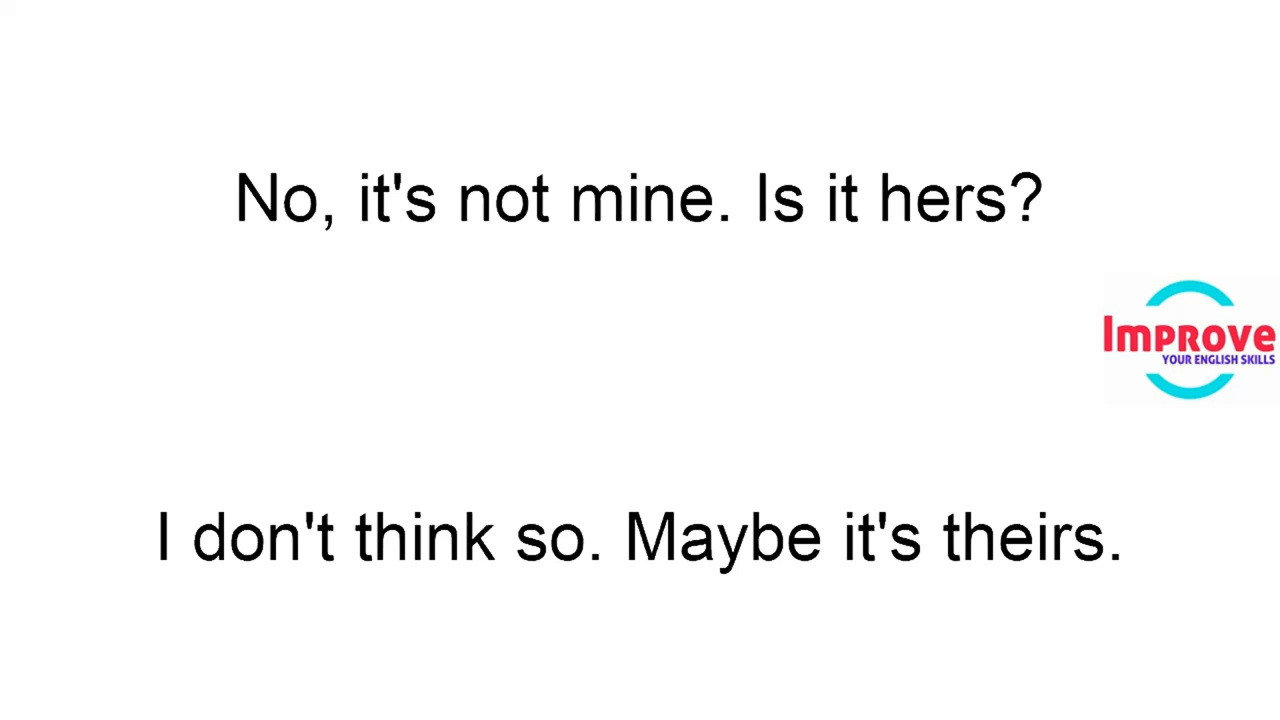 No, it's not mine. Is it hers?
Improve
YOUR ENGLISH SKILLS
I don't think so. Maybe it's theirs.